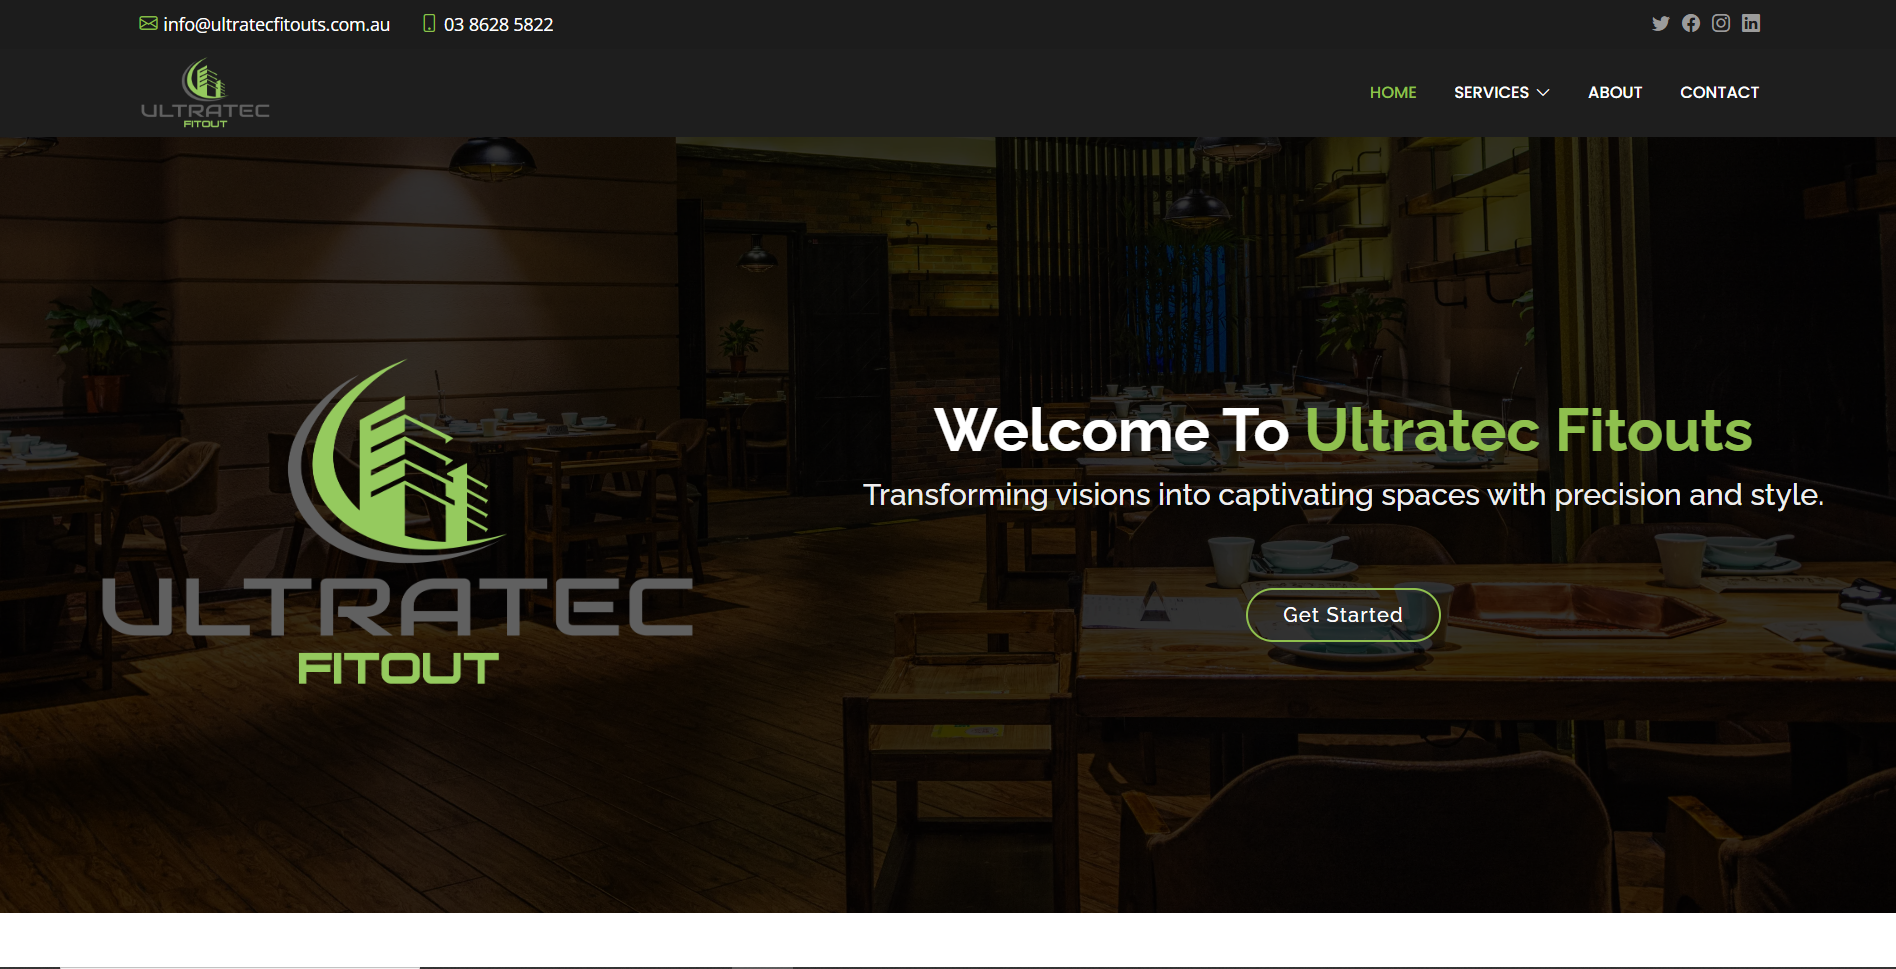 info@ultratecfitouts.com.au
03 8628 5822
ULTRATEC
FITOUT
HOME
SERVICES
ABOUT
CONTACT
ULTRATEC
FITOUT
Welcome To Ultratec Fitouts
Transforming visions into captivating spaces with precision and style.
Get Started